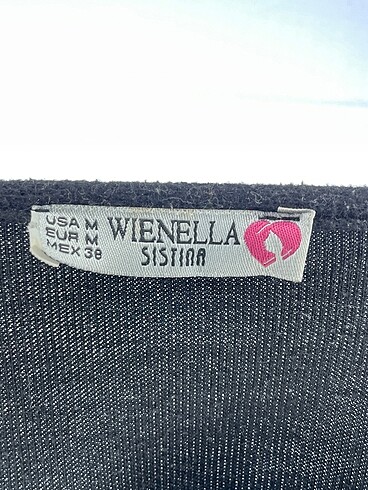 USA M
EUR M
MEX 38
WIENELLA
SISTINA